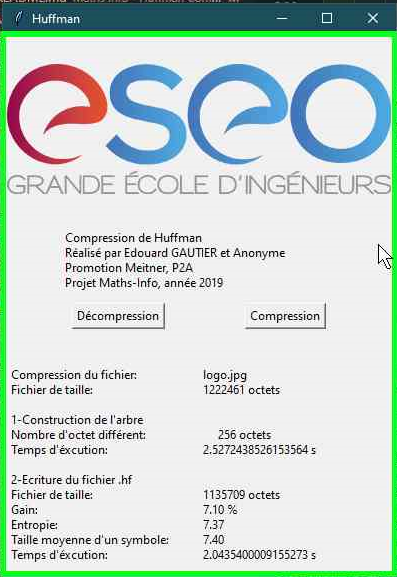 Huffman
eseo
GRANDE ÉCOLE D'INGÉNIEURS
Compression de Huffman
Réalisé par Edouard GAUTIER et Anonyme
Promotion Meitner, P2A
Projet Maths-Info, année 2019
Décompression Compression
Compression du fichier: logo.jpg
Fichier de taille: 1222461 octets
1-Construction de l'arbre
Nombre d'octet différent: 256 octets
Temps d'éxcution: 2.5272438526153564 s
2-Ecriture du fichier .hf
Fichier de taille: 1135709 octets
Gain: 7.10 %
Entropie: 7.37
Taille moyenne d'un symbole: 7.40
Temps d'éxcution: 2.0435400009155273 s